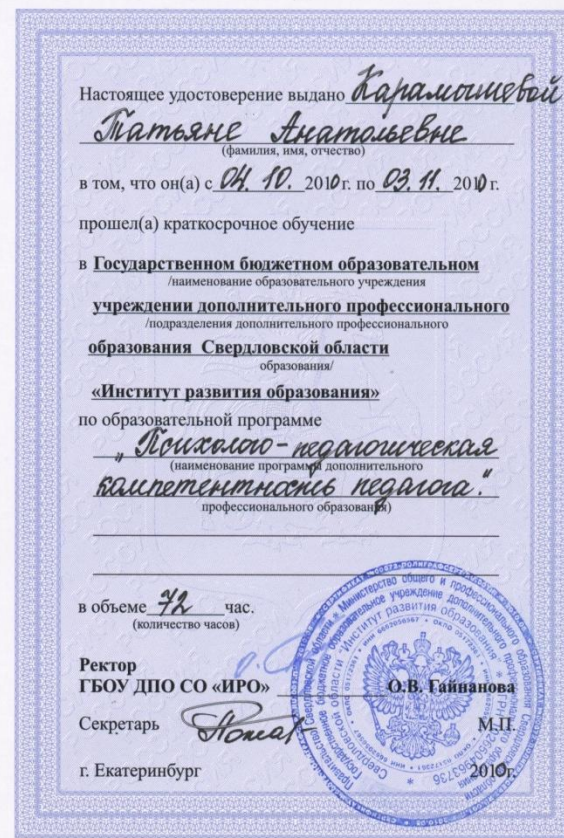 Настоящее удостоверение выдано Карамышевой
Татьяне Анатольевне
(фамилия, имя, отчество)
в том, что он(а) с 04. 10. 2010 г. по 03. 11. 2010 г.
прошел(а) краткосрочное обучение
в Государственном бюджетном образовательном
/наименование образовательного учреждения
учреждении дополнительного профессионального
/подразделения дополнительного профессионального
образования Свердловской области
образования/
«Институт развития образования»
по образовательной программе
„Психолого-педагогическая
(наименование программы дополнительного
компетентность педагога."
профессионального образования)
в объеме 72 час.
(количество часов)
Ректор
ГБОУ ДПО СО «ИРО» О.В. Гайнанова
Секретарь
М.П.
г. Екатеринбург 2010г.